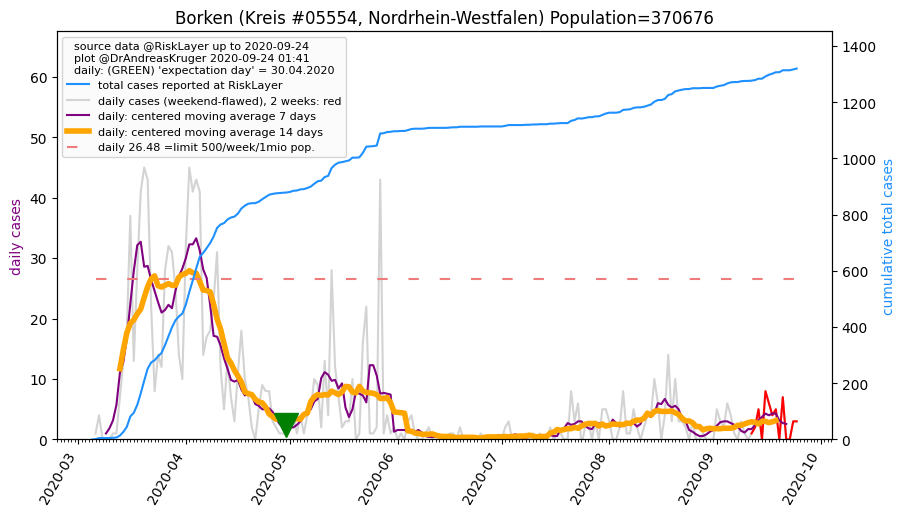 Borken (Kreis #05554, Nordrhein-Westfalen) Population=370676
source data @RiskLayer up to 2020-09-24
plot @DrAndreasKruger 2020-09-24 01:41
daily: (GREEN) 'expectation day' = 30.04.2020
total cases reported at RiskLayer
daily cases (weekend-flawed), 2 weeks: red
daily: centered moving average 7 days
daily: centered moving average 14 days
daily 26.48 =limit 500/week/1mio pop.
daily cases
60
50
40
30
20
10
0
cumulative total cases
1400
1200
1000
800
600
400
200
0
2020-03
2020-04
2020-05
2020-06
2020-07
2020-08
2020-09
2020-10